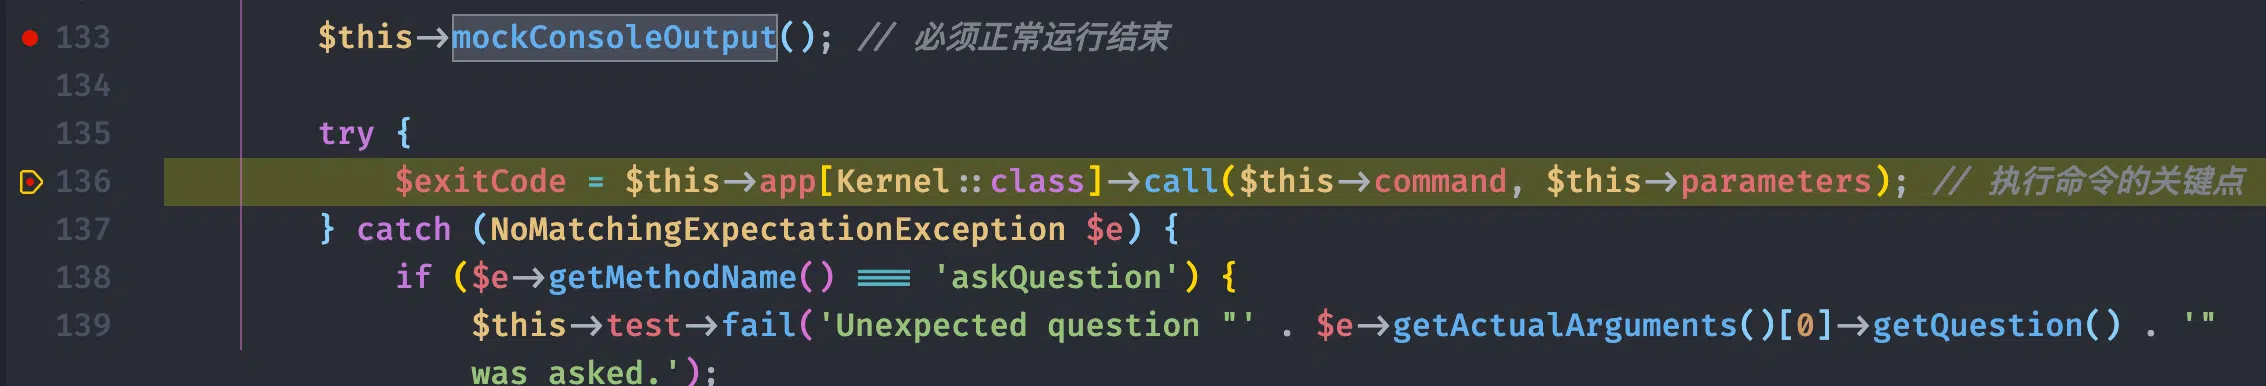 133 $this->mockConsoleOutput(); // 必须正常运行结束
134
135 try {
136 $exitCode = $this->app[Kernel::class]->call($this->command, $this->parameters); // 执行命令的关键点
137 } catch (NoMatchingExpectationException $e) {
138 if ($e->getMethodName() === 'askQuestion') {
139 $this->test->fail('Unexpected question "' . $e->getActualArguments()[0]->getQuestion() . '"
was asked.');